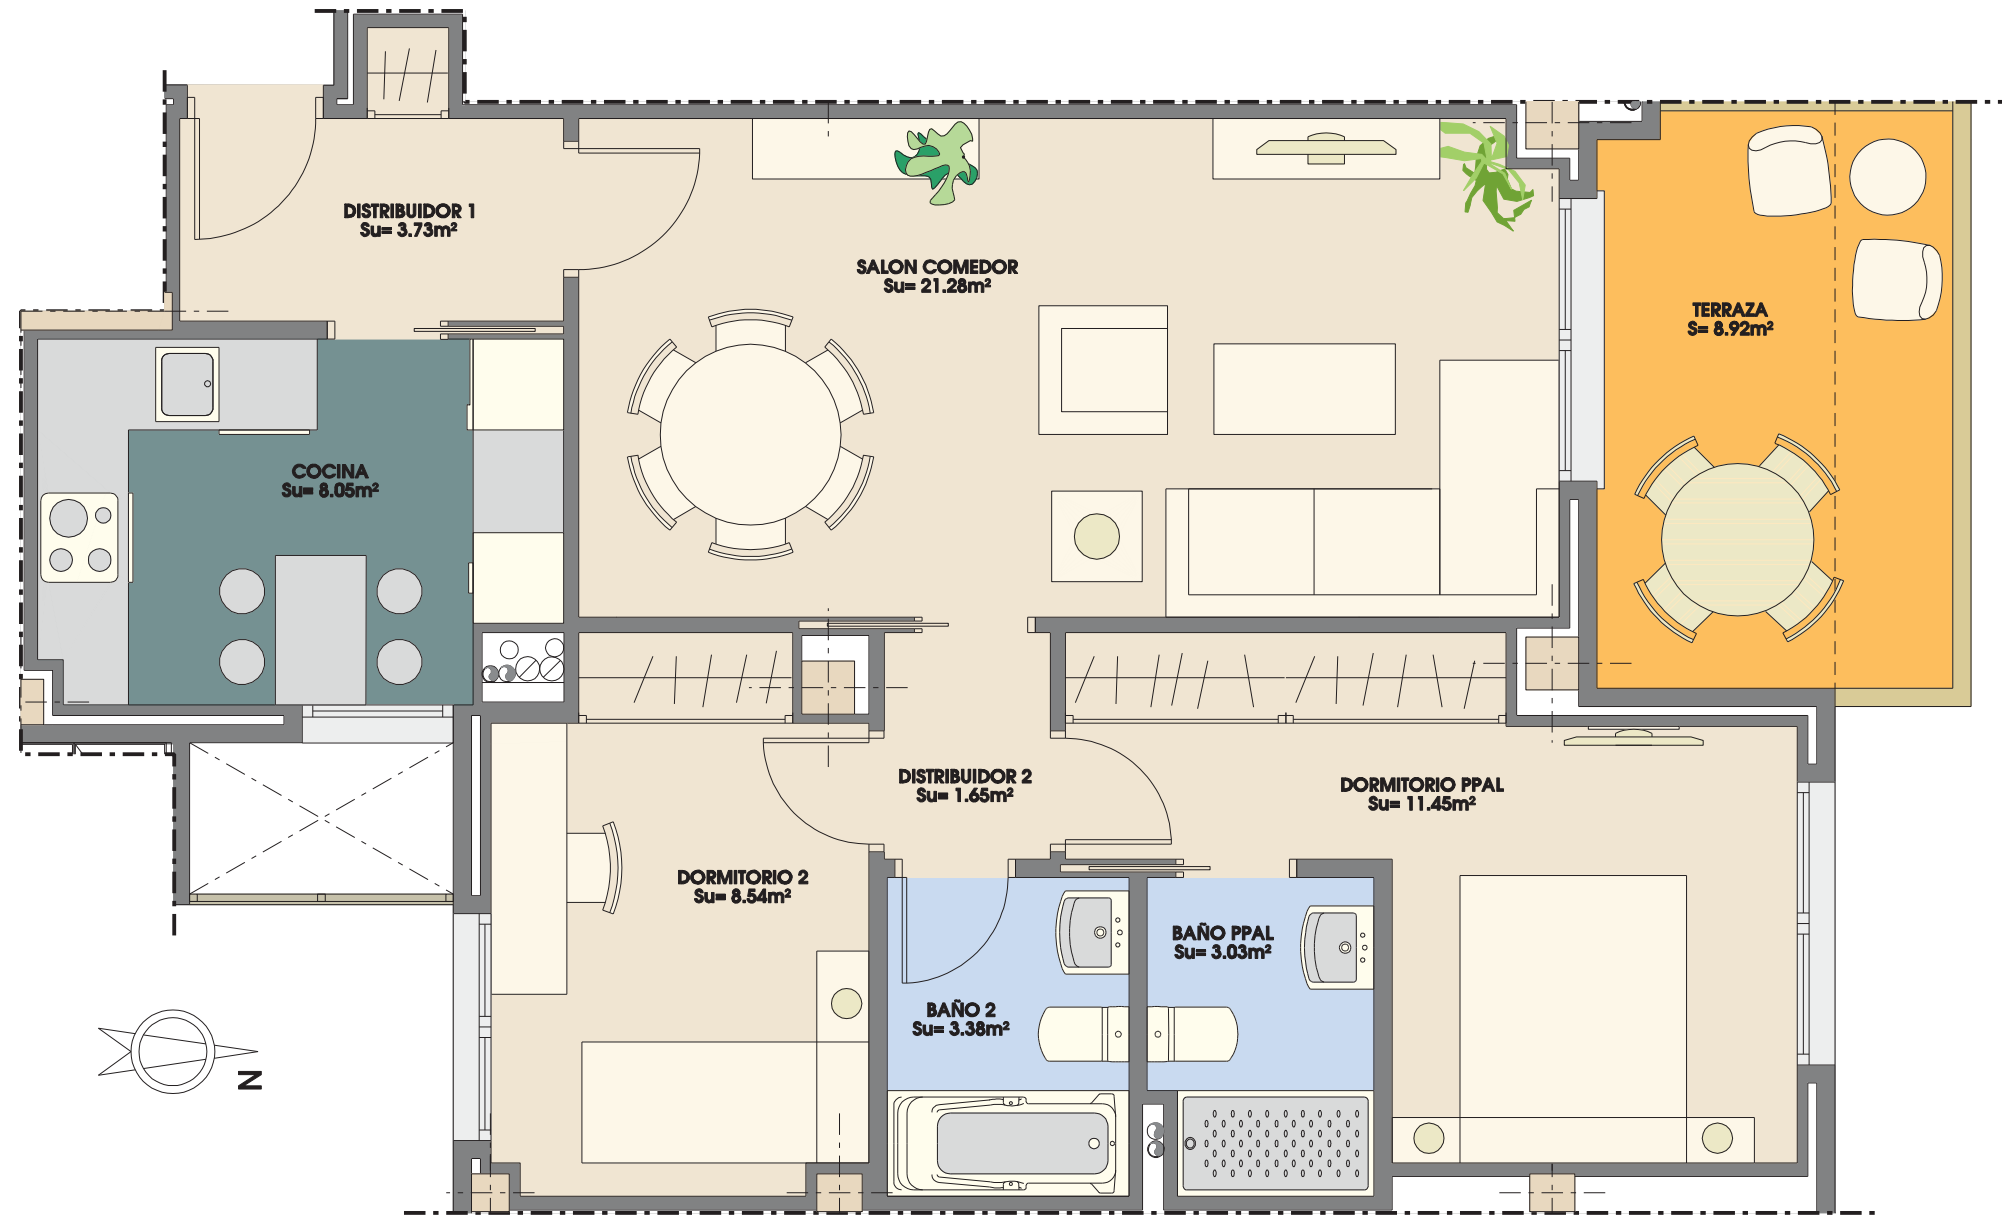 DISTRIBUIDOR 1
Su= 3.73m²
SALON COMEDOR
Su= 21.28m²
TERRAZA
S= 8.92m²
COCINA
Su= 8.05m²
DISTRIBUIDOR 2
Su= 1.65m²
DORMITORIO PPAL
Su= 11.45m²
DORMITORIO 2
Su= 8.54m²
BAÑO PPAL
Su= 3.03m²
BAÑO 2
Su= 3.38m²
N